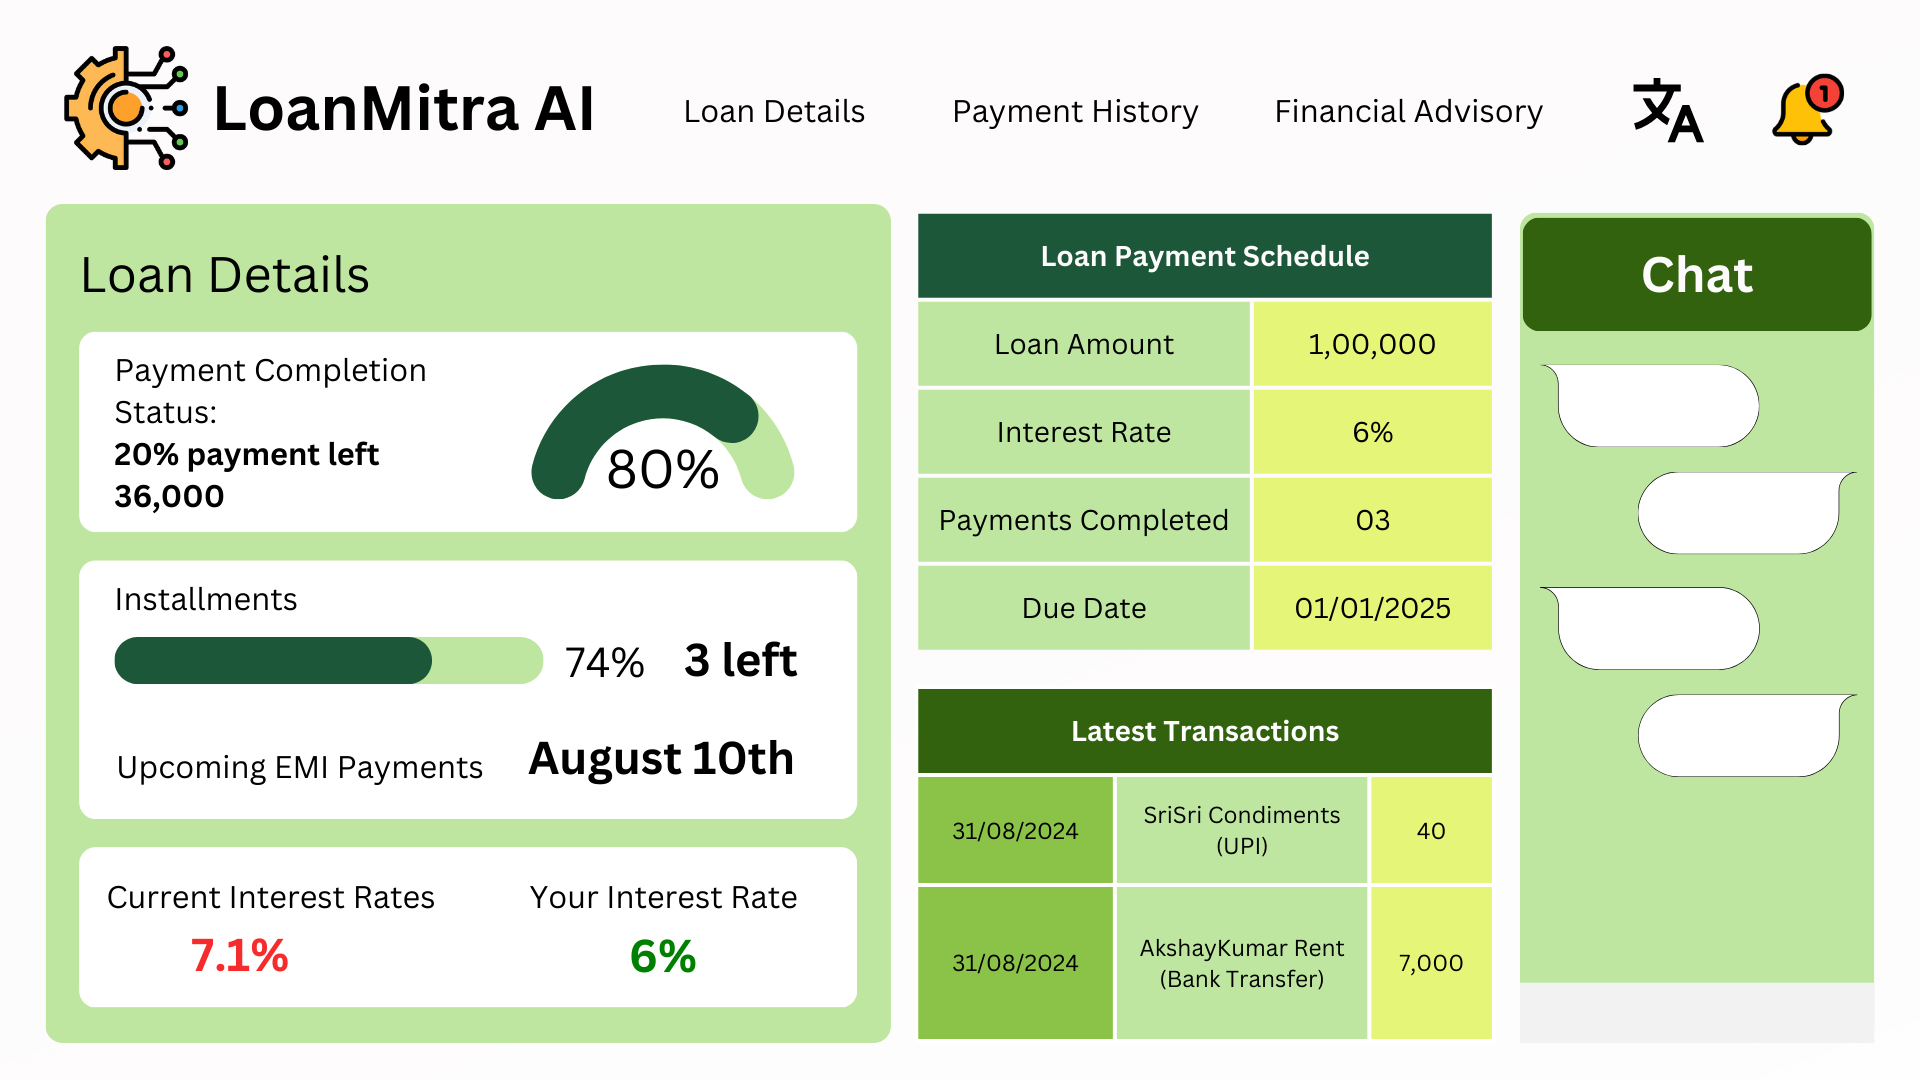 LoanMitra AI
Loan Details
Payment History
Financial Advisory
文A
1
Loan Details
Payment Completion
Status:
20% payment left
36,000
80%
Installments
74%
3 left
Upcoming EMI Payments
August 10th
Current Interest Rates
7.1%
Your Interest Rate
6%
Loan Payment Schedule
Loan Amount
1,00,000
Interest Rate
6%
Payments Completed
03
Due Date
01/01/2025
Latest Transactions
31/08/2024
SriSri Condiments
(UPI)
40
31/08/2024
AkshayKumar Rent
(Bank Transfer)
7,000
Chat